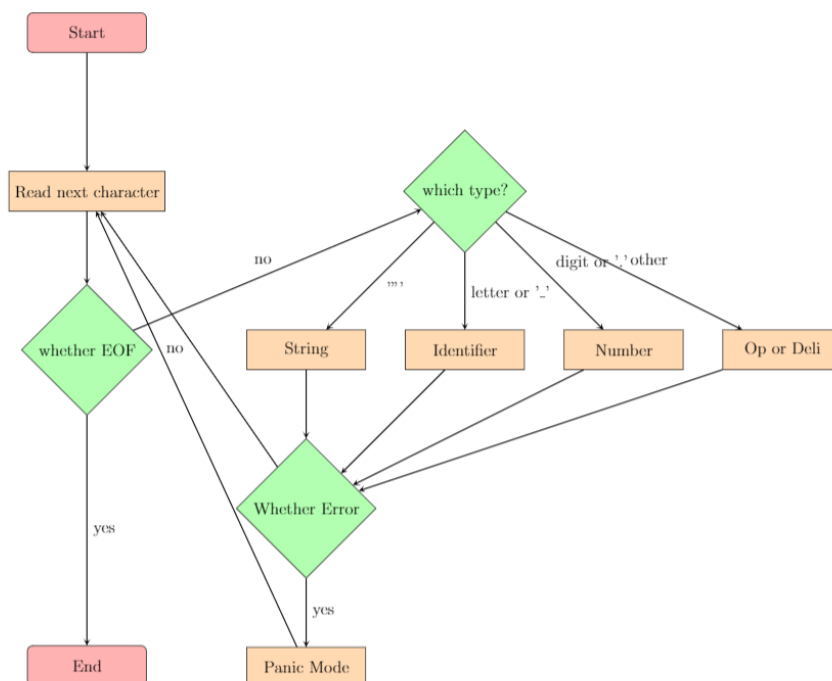 Start
Read next character
which type?
no
digit or '.'
other
'"'
letter or '_'
whether EOF
no
String
Identifier
Number
Op or Deli
Whether Error
yes
yes
End
Panic Mode